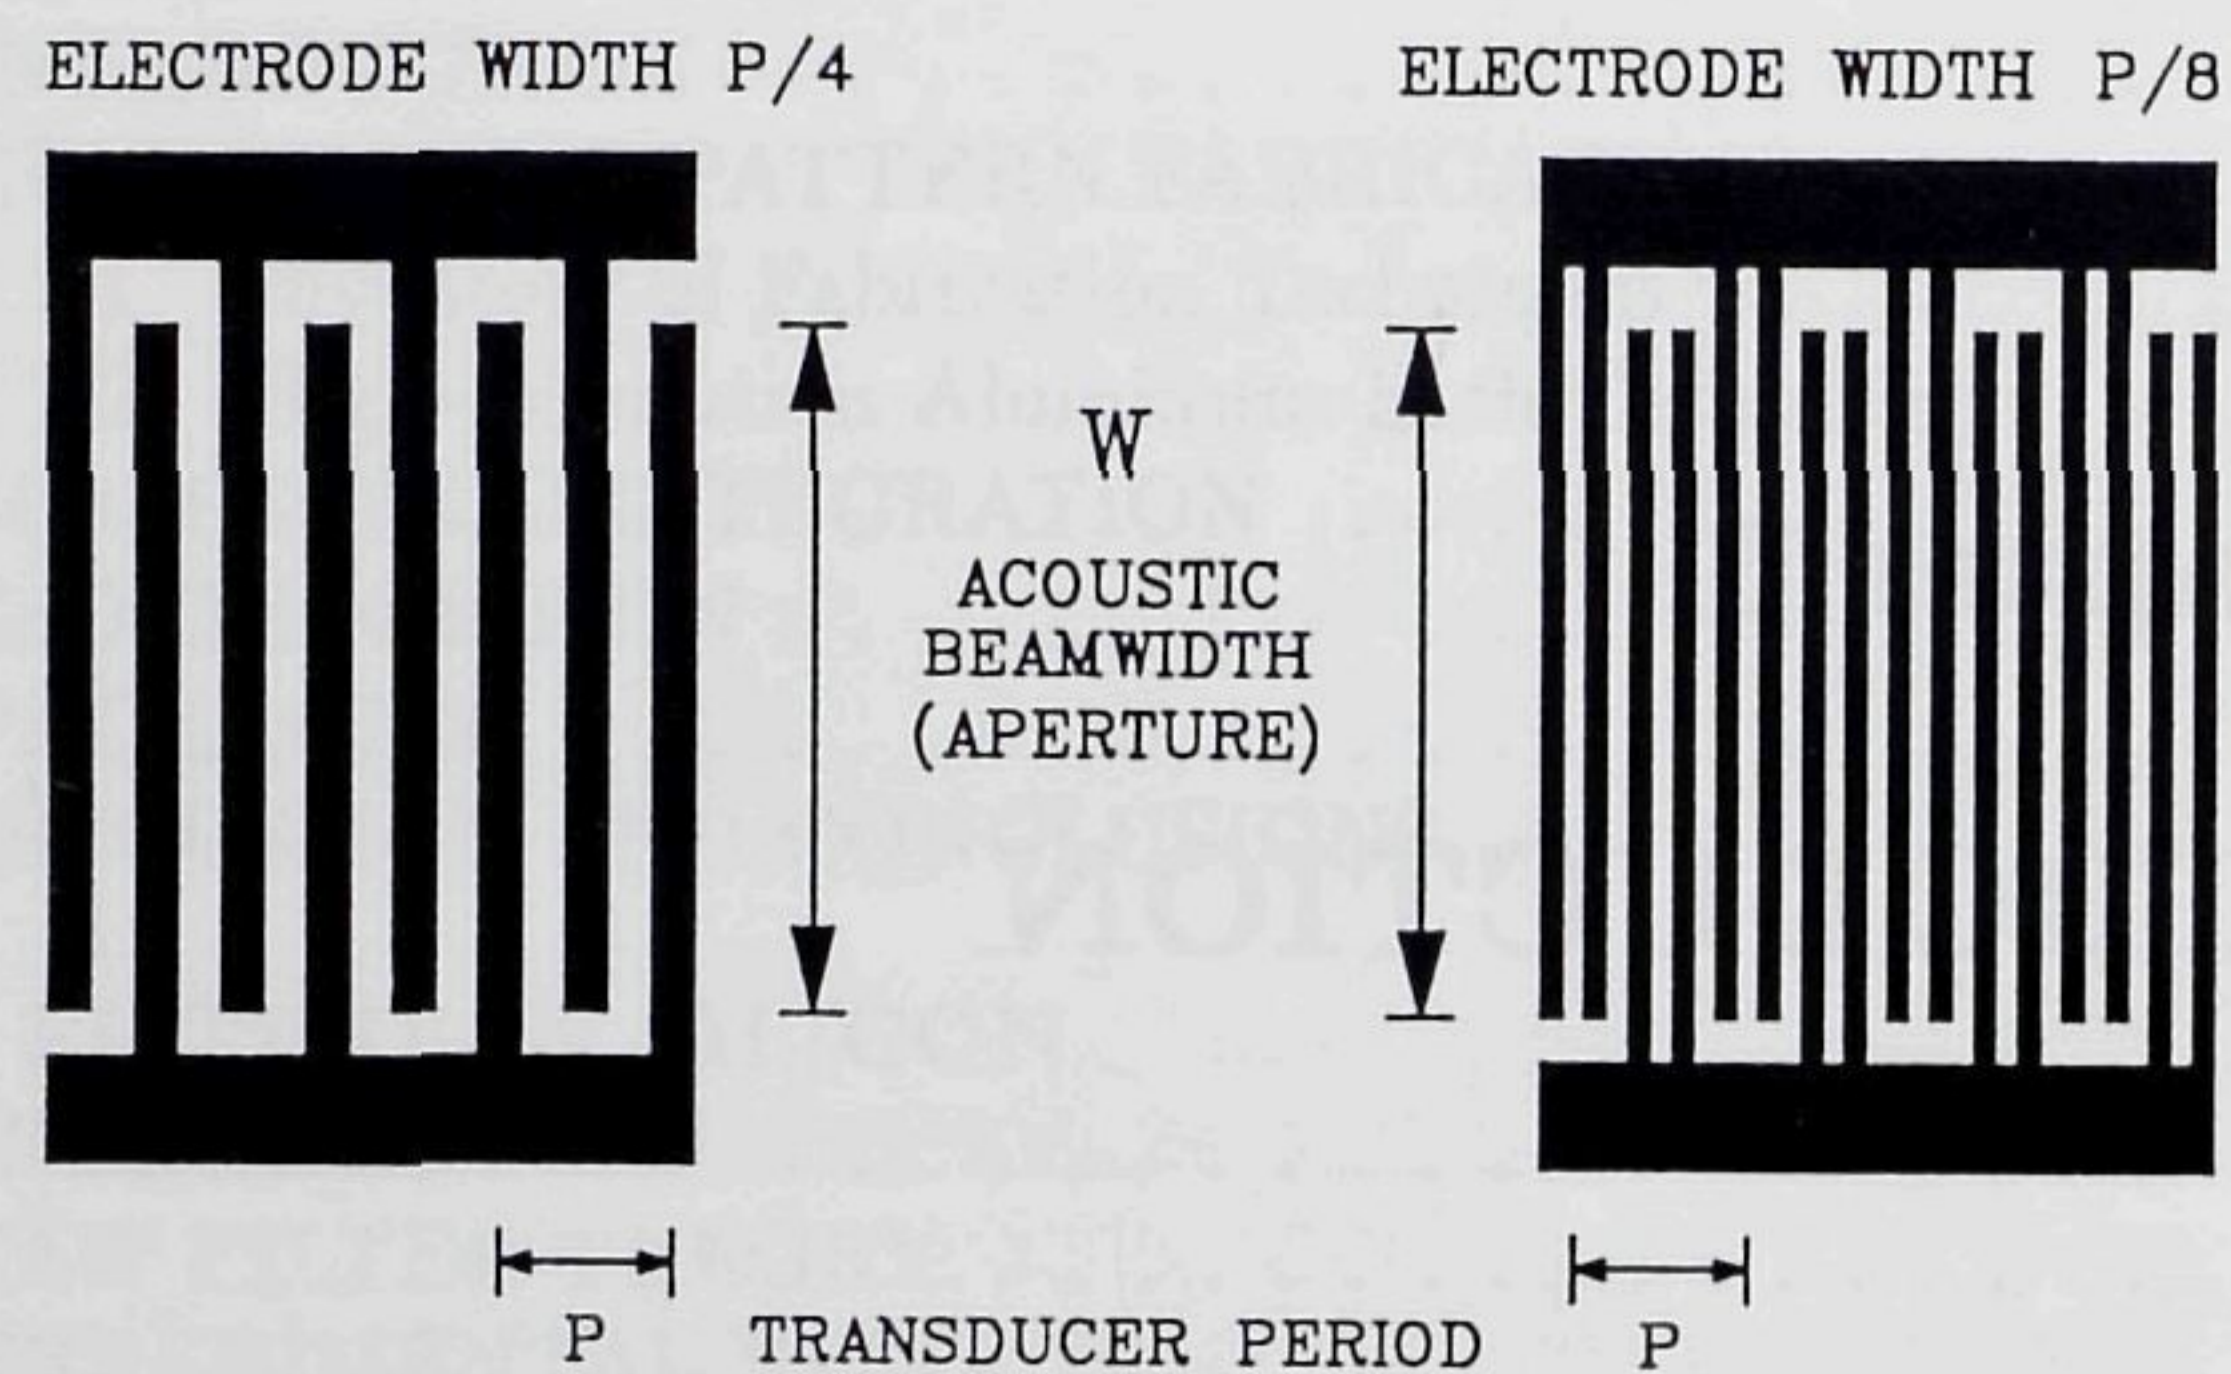 ELECTRODE WIDTH P/4
ELECTRODE WIDTH P/8
W
ACOUSTIC
BEAMWIDTH
(APERTURE)
P TRANSDUCER PERIOD P